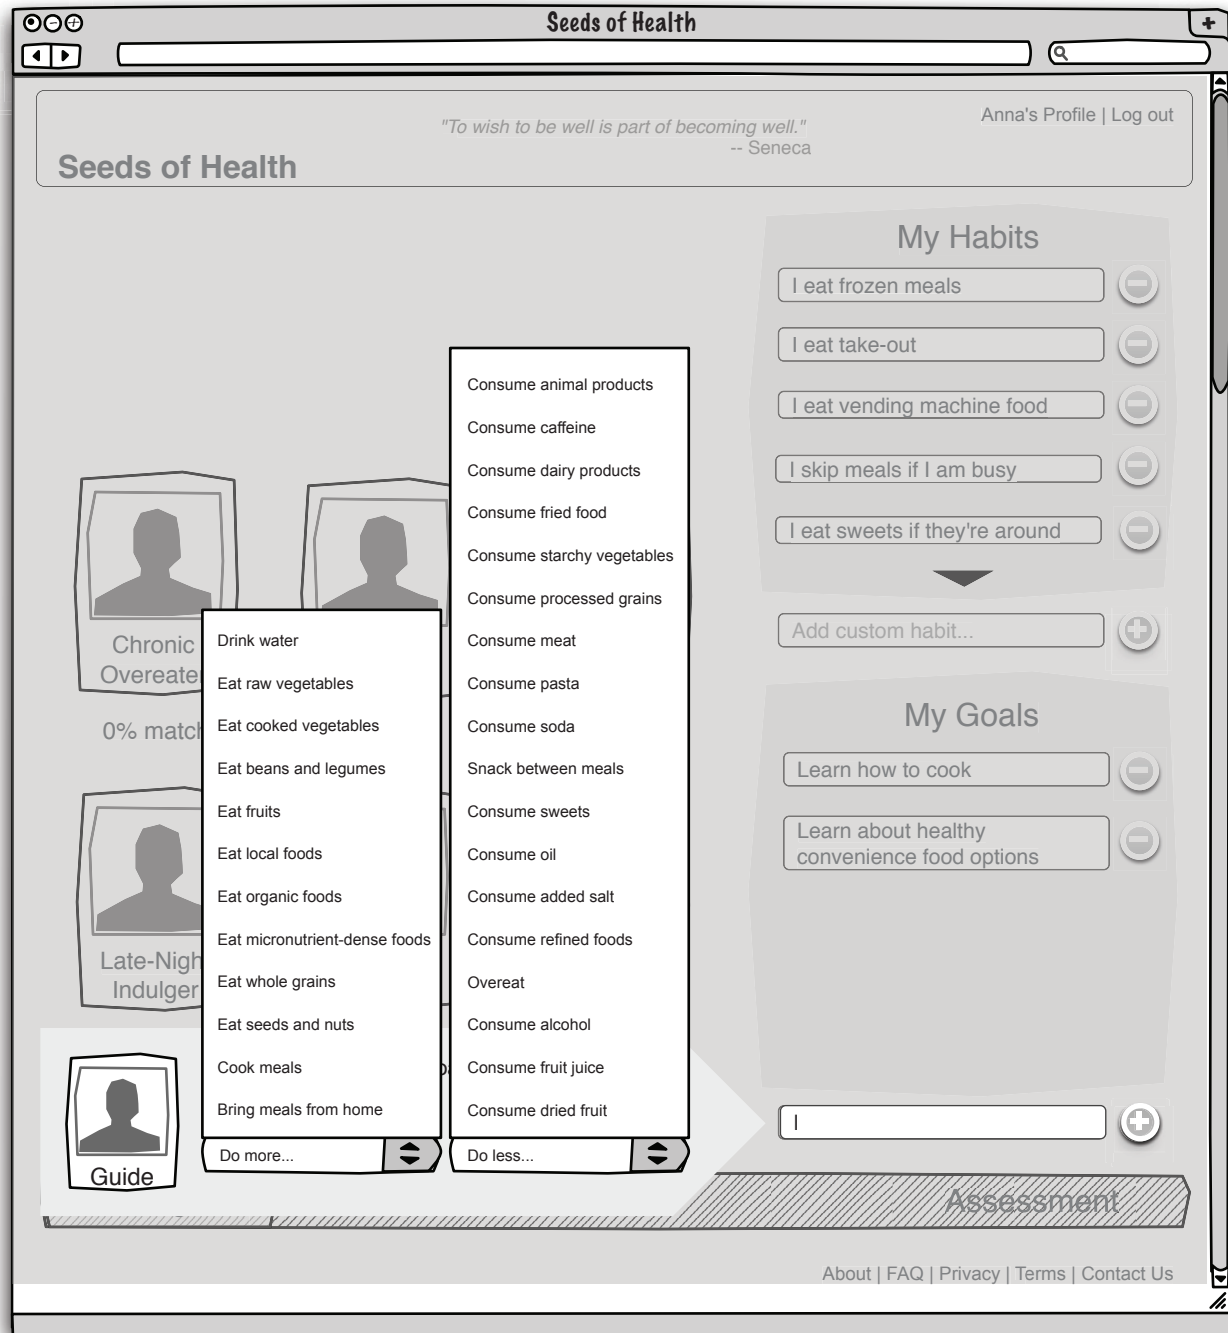 Seeds of Health
"To wish to be well is part of becoming well."
-- Seneca
Anna's Profile | Log out
Seeds of Health
Chronic
Overeater
0% match
Late-Nigh
Indulger
Guide
Drink water
Eat raw vegetables
Eat cooked vegetables
Eat beans and legumes
Eat fruits
Eat local foods
Eat organic foods
Eat micronutrient-dense foods
Eat whole grains
Eat seeds and nuts
Cook meals
Bring meals from home
Do more...
Consume animal products
Consume caffeine
Consume dairy products
Consume fried food
Consume starchy vegetables
Consume processed grains
Consume meat
Consume pasta
Consume soda
Snack between meals
Consume sweets
Consume oil
Consume added salt
Consume refined foods
Overeat
Consume alcohol
Consume fruit juice
Consume dried fruit
Do less...
My Habits
I eat frozen meals
I eat take-out
I eat vending machine food
I skip meals if I am busy
I eat sweets if they're around
Add custom habit...
My Goals
Learn how to cook
Learn about healthy
convenience food options
I
Assessment
About | FAQ | Privacy | Terms | Contact Us